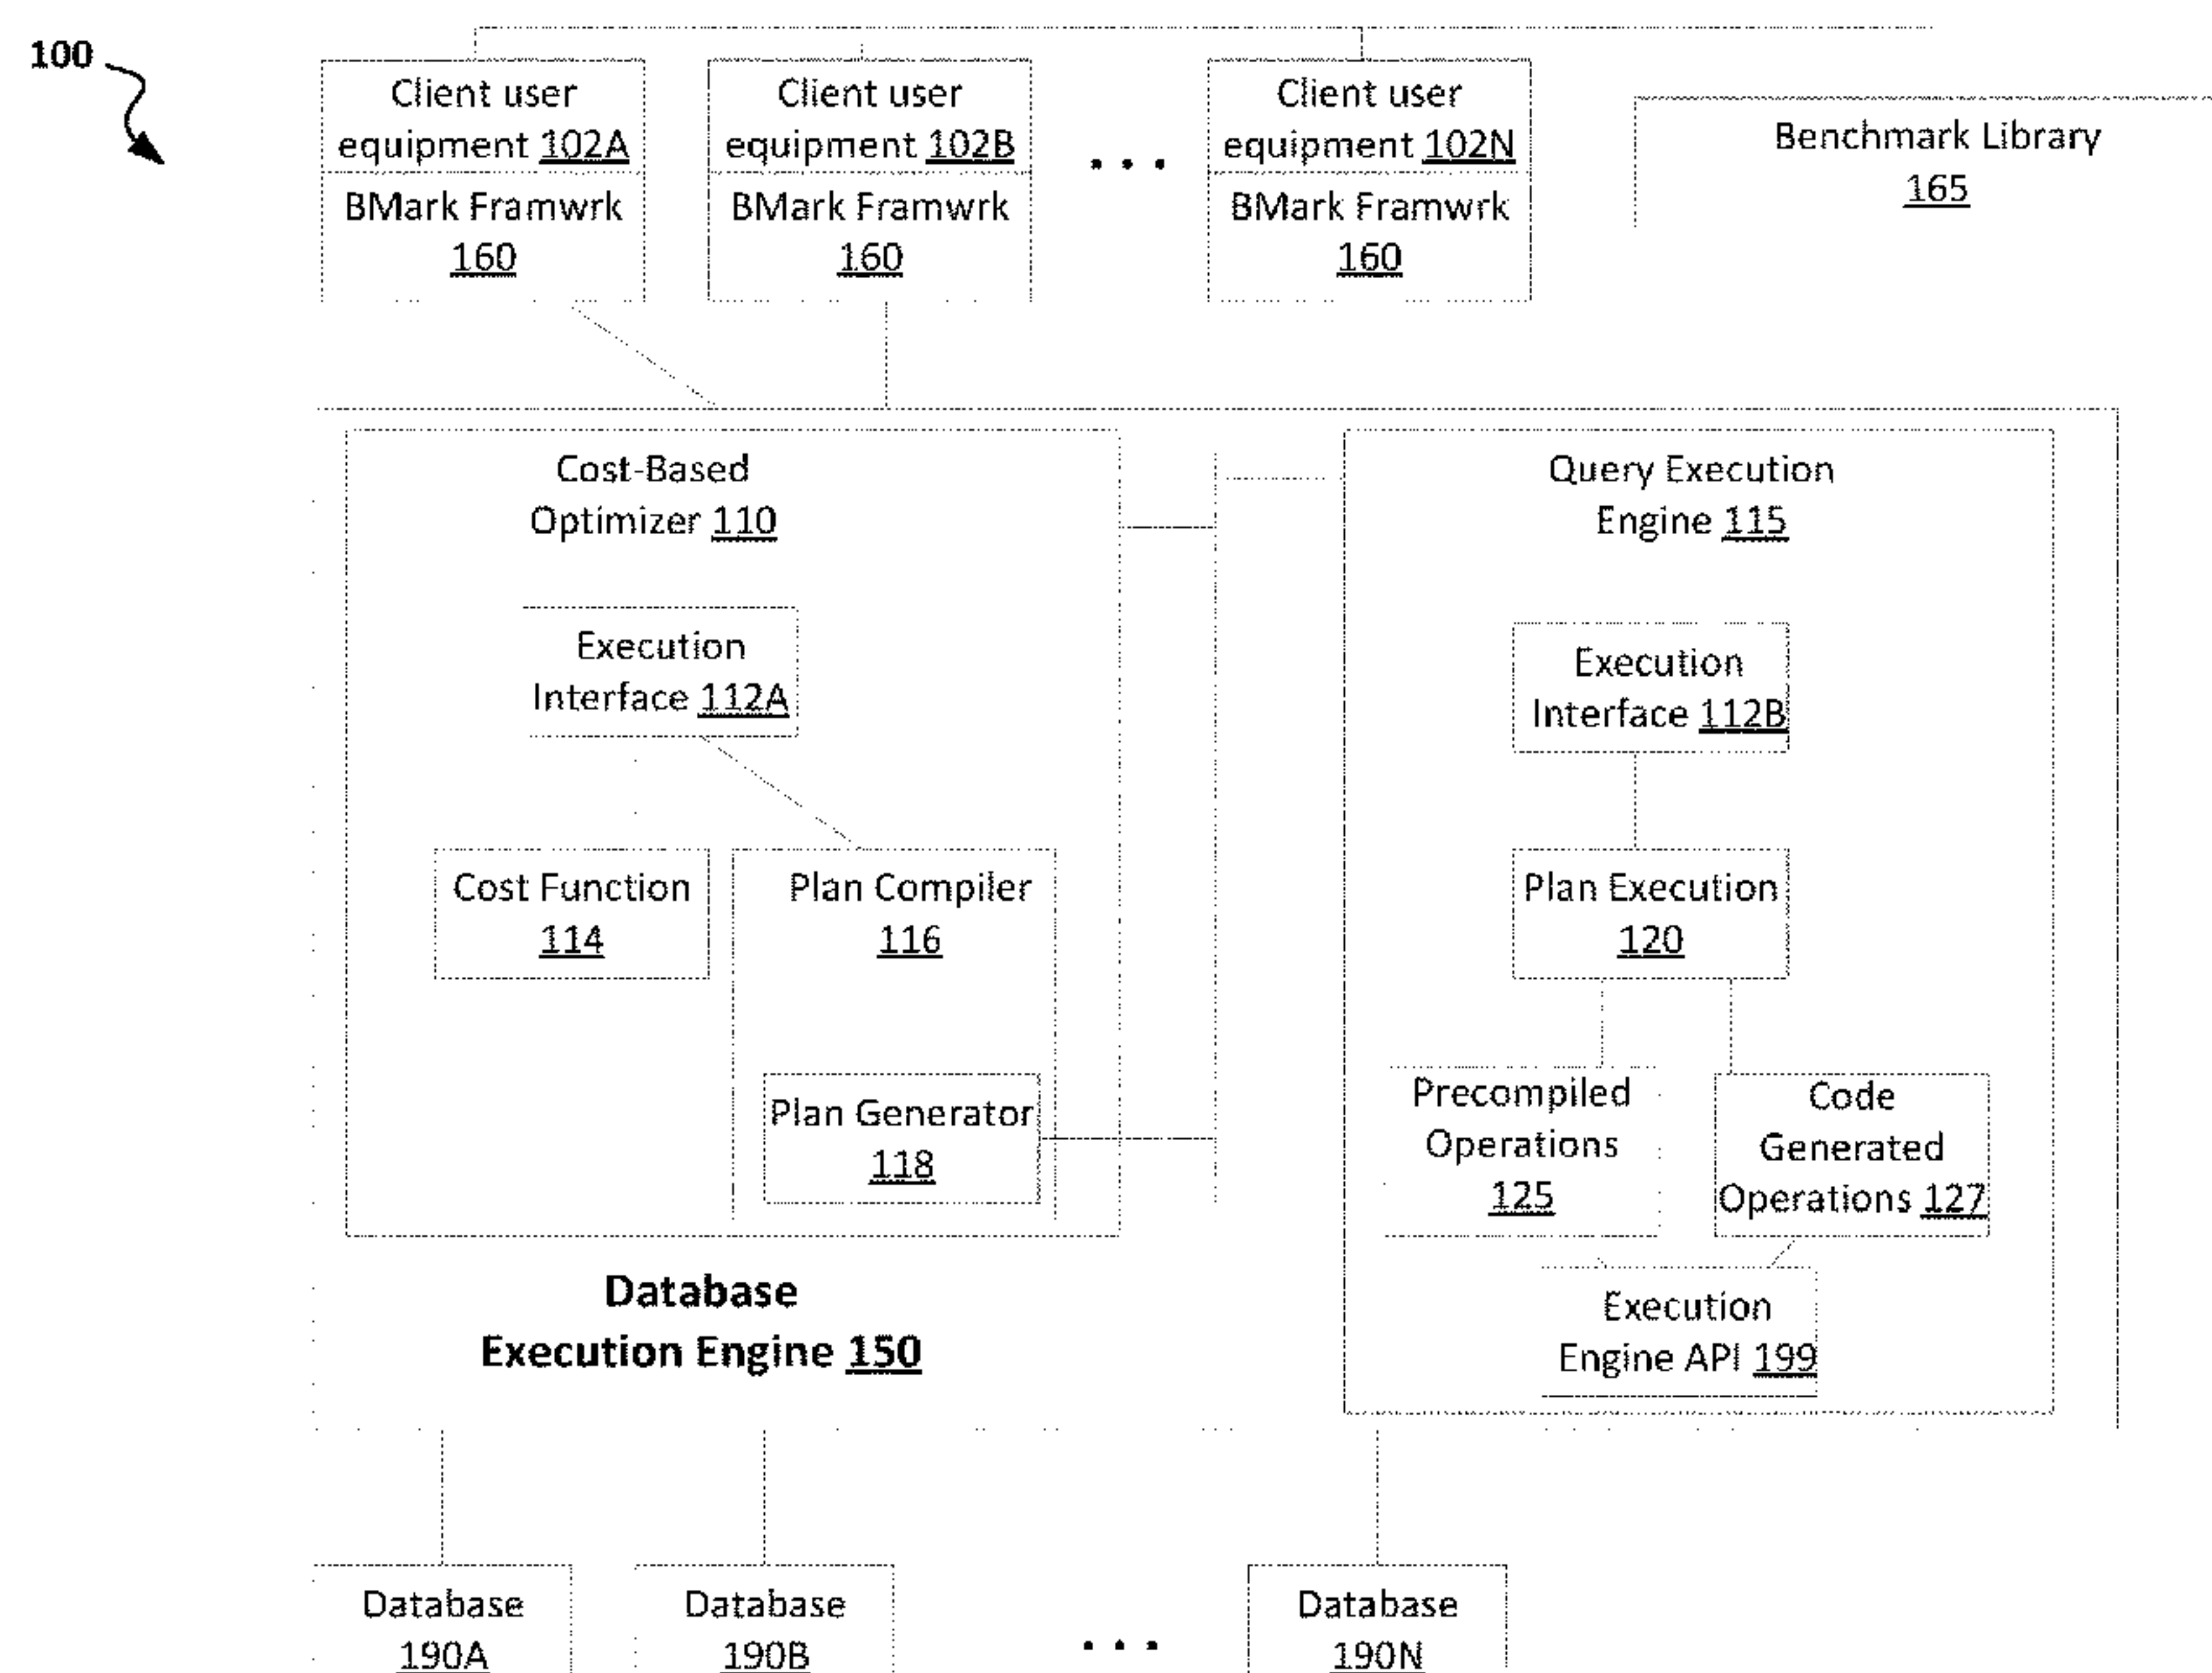 100
Client user
equipment 102A
BMark Framwrk
160
Client user
equipment 102B
BMark Framwrk
160
• • •
Client user
equipment 102N
BMark Framwrk
160
Benchmark Library
165
Cost-Based
Optimizer 110
Execution
Interface 112A
Cost Function
114
Plan Compiler
116
Plan Generator
118
Query Execution
Engine 115
Execution
Interface 112B
Plan Execution
120
Precompiled
Operations
125
Code
Generated
Operations 127
Execution
Engine API 199
Database
Execution Engine 150
Database
190A
Database
190B
• • •
Database
190N